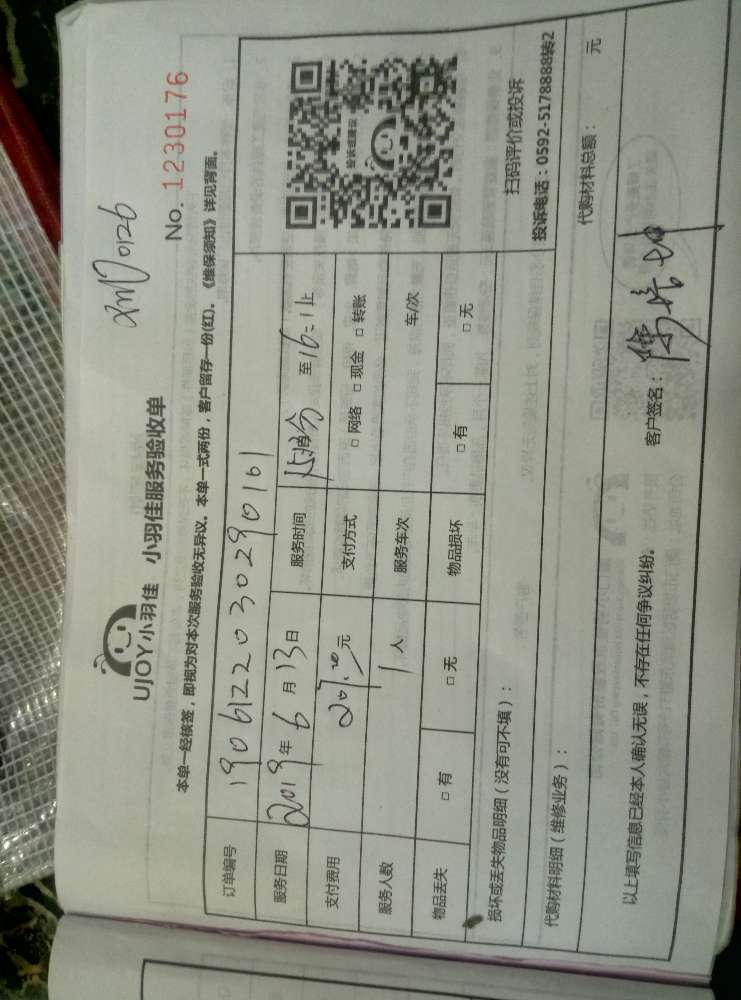 UJOY小羽佳 小羽佳服务验收单
No. 1230176
本单一经核签，即视为对本次服务验收无异议。本单一式两份，客户留存一份(红)。《维保须知》详见背面。
订单编号 1906122030290161
服务日期 2019年 6 月 13 日 服务时间 至 16:11止
支付费用 元 支付方式 □ 网络 □ 现金 □ 转账
服务人数 1 人 服务车次 车/次
物品丢失 □ 有 □ 无 物品损坏 □ 有 □ 无
投诉或建议
扫码评价或投诉
投诉电话：0592-5178888转2
损坏或丢失物品明细（没有可不填）：
代购材料明细（维修业务）： 代购材料总额： 元
以上填写信息已经本人确认无误，不存在任何争议纠纷。 客户签名：